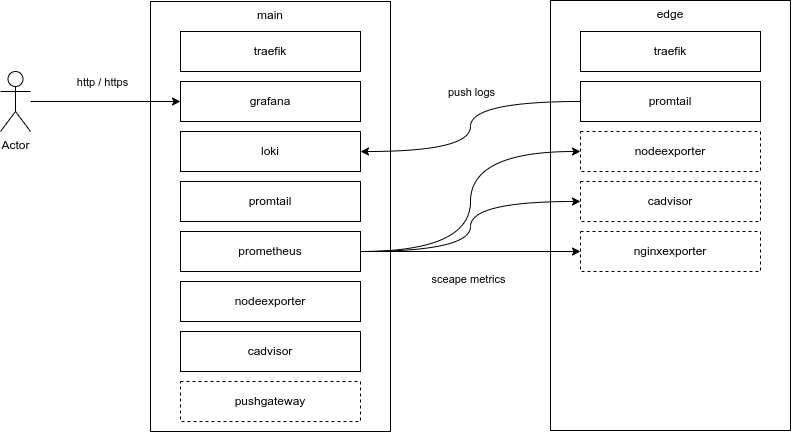 main
edge
traefik
traefik
http / https
grafana
push logs
promtail
Actor
loki
nodeexporter
promtail
cadvisor
prometheus
nginxexporter
sceape metrics
nodeexporter
cadvisor
pushgateway